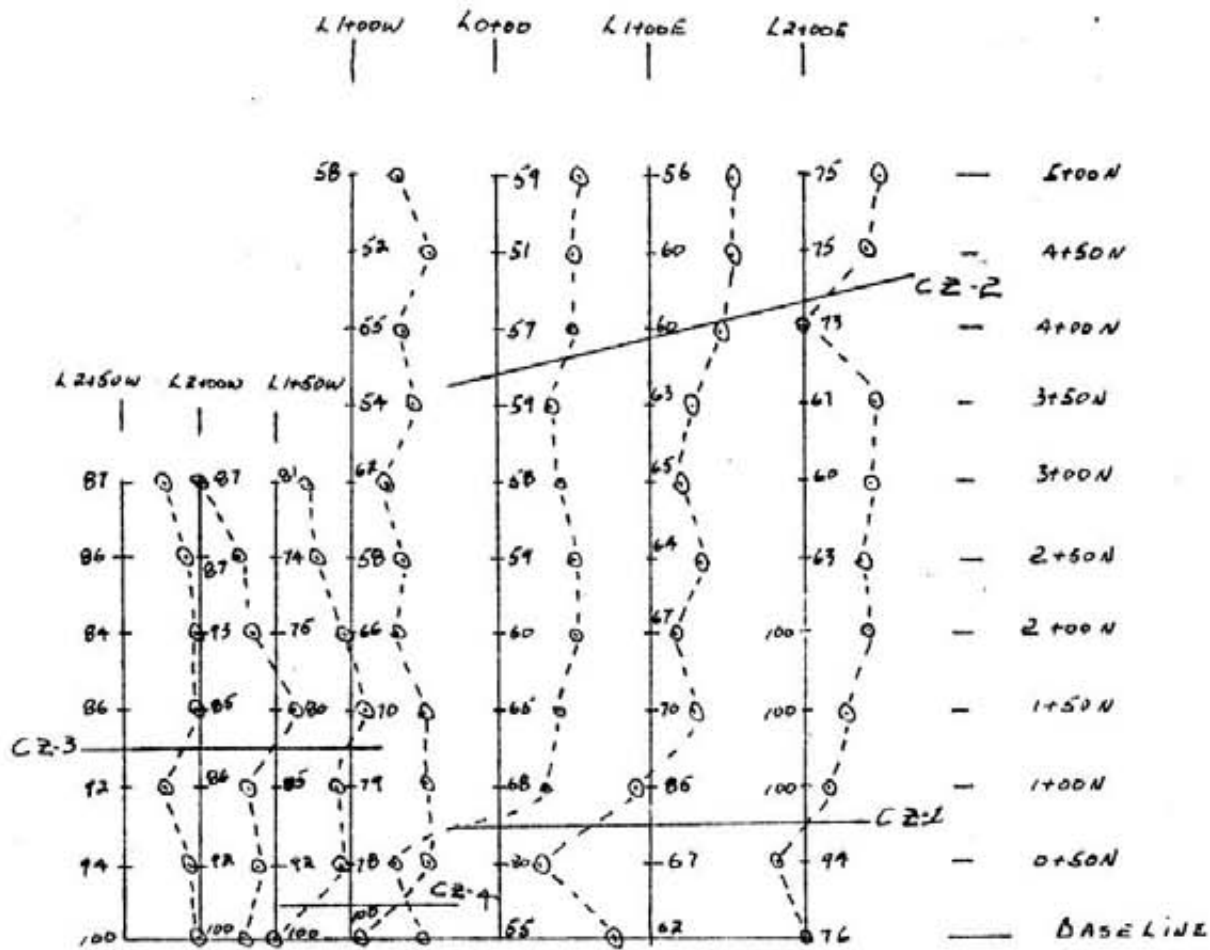 L1+00W L0+00 L1+00E L2+00E
58 59 56 75 5+00N
52 51 60 75 4+50N
CZ-2
65 57 60 73 4+00N
L2+50W L2+00W L1+50W
54 59 63 61 3+50N
87 87 81 62 58 65 60 3+00N
86 87 74 58 59 64 63 2+50N
84 93 75 66 60 67 100 2+00N
86 85 80 70 66 70 100 1+50N
CZ-3
92 86 85 79 68 86 100 1+00N
CZ-1
94 92 92 78 80 67 94 0+50N
CZ-4
100 100 100 100 55 62 76 BASELINE